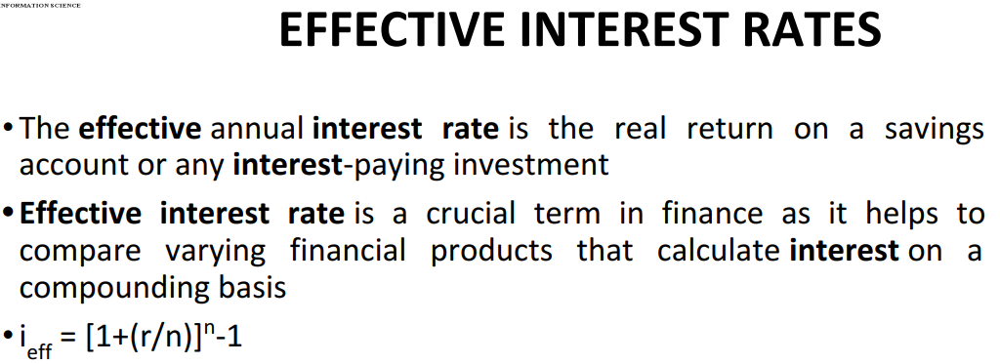 NFORMATION SCIENCE
EFFECTIVE INTEREST RATES
• The effective annual interest rate is the real return on a savings
account or any interest-paying investment
• Effective interest rate is a crucial term in finance as it helps to
compare varying financial products that calculate interest on a
compounding basis
• i_eff = [1+(r/n)]^n-1